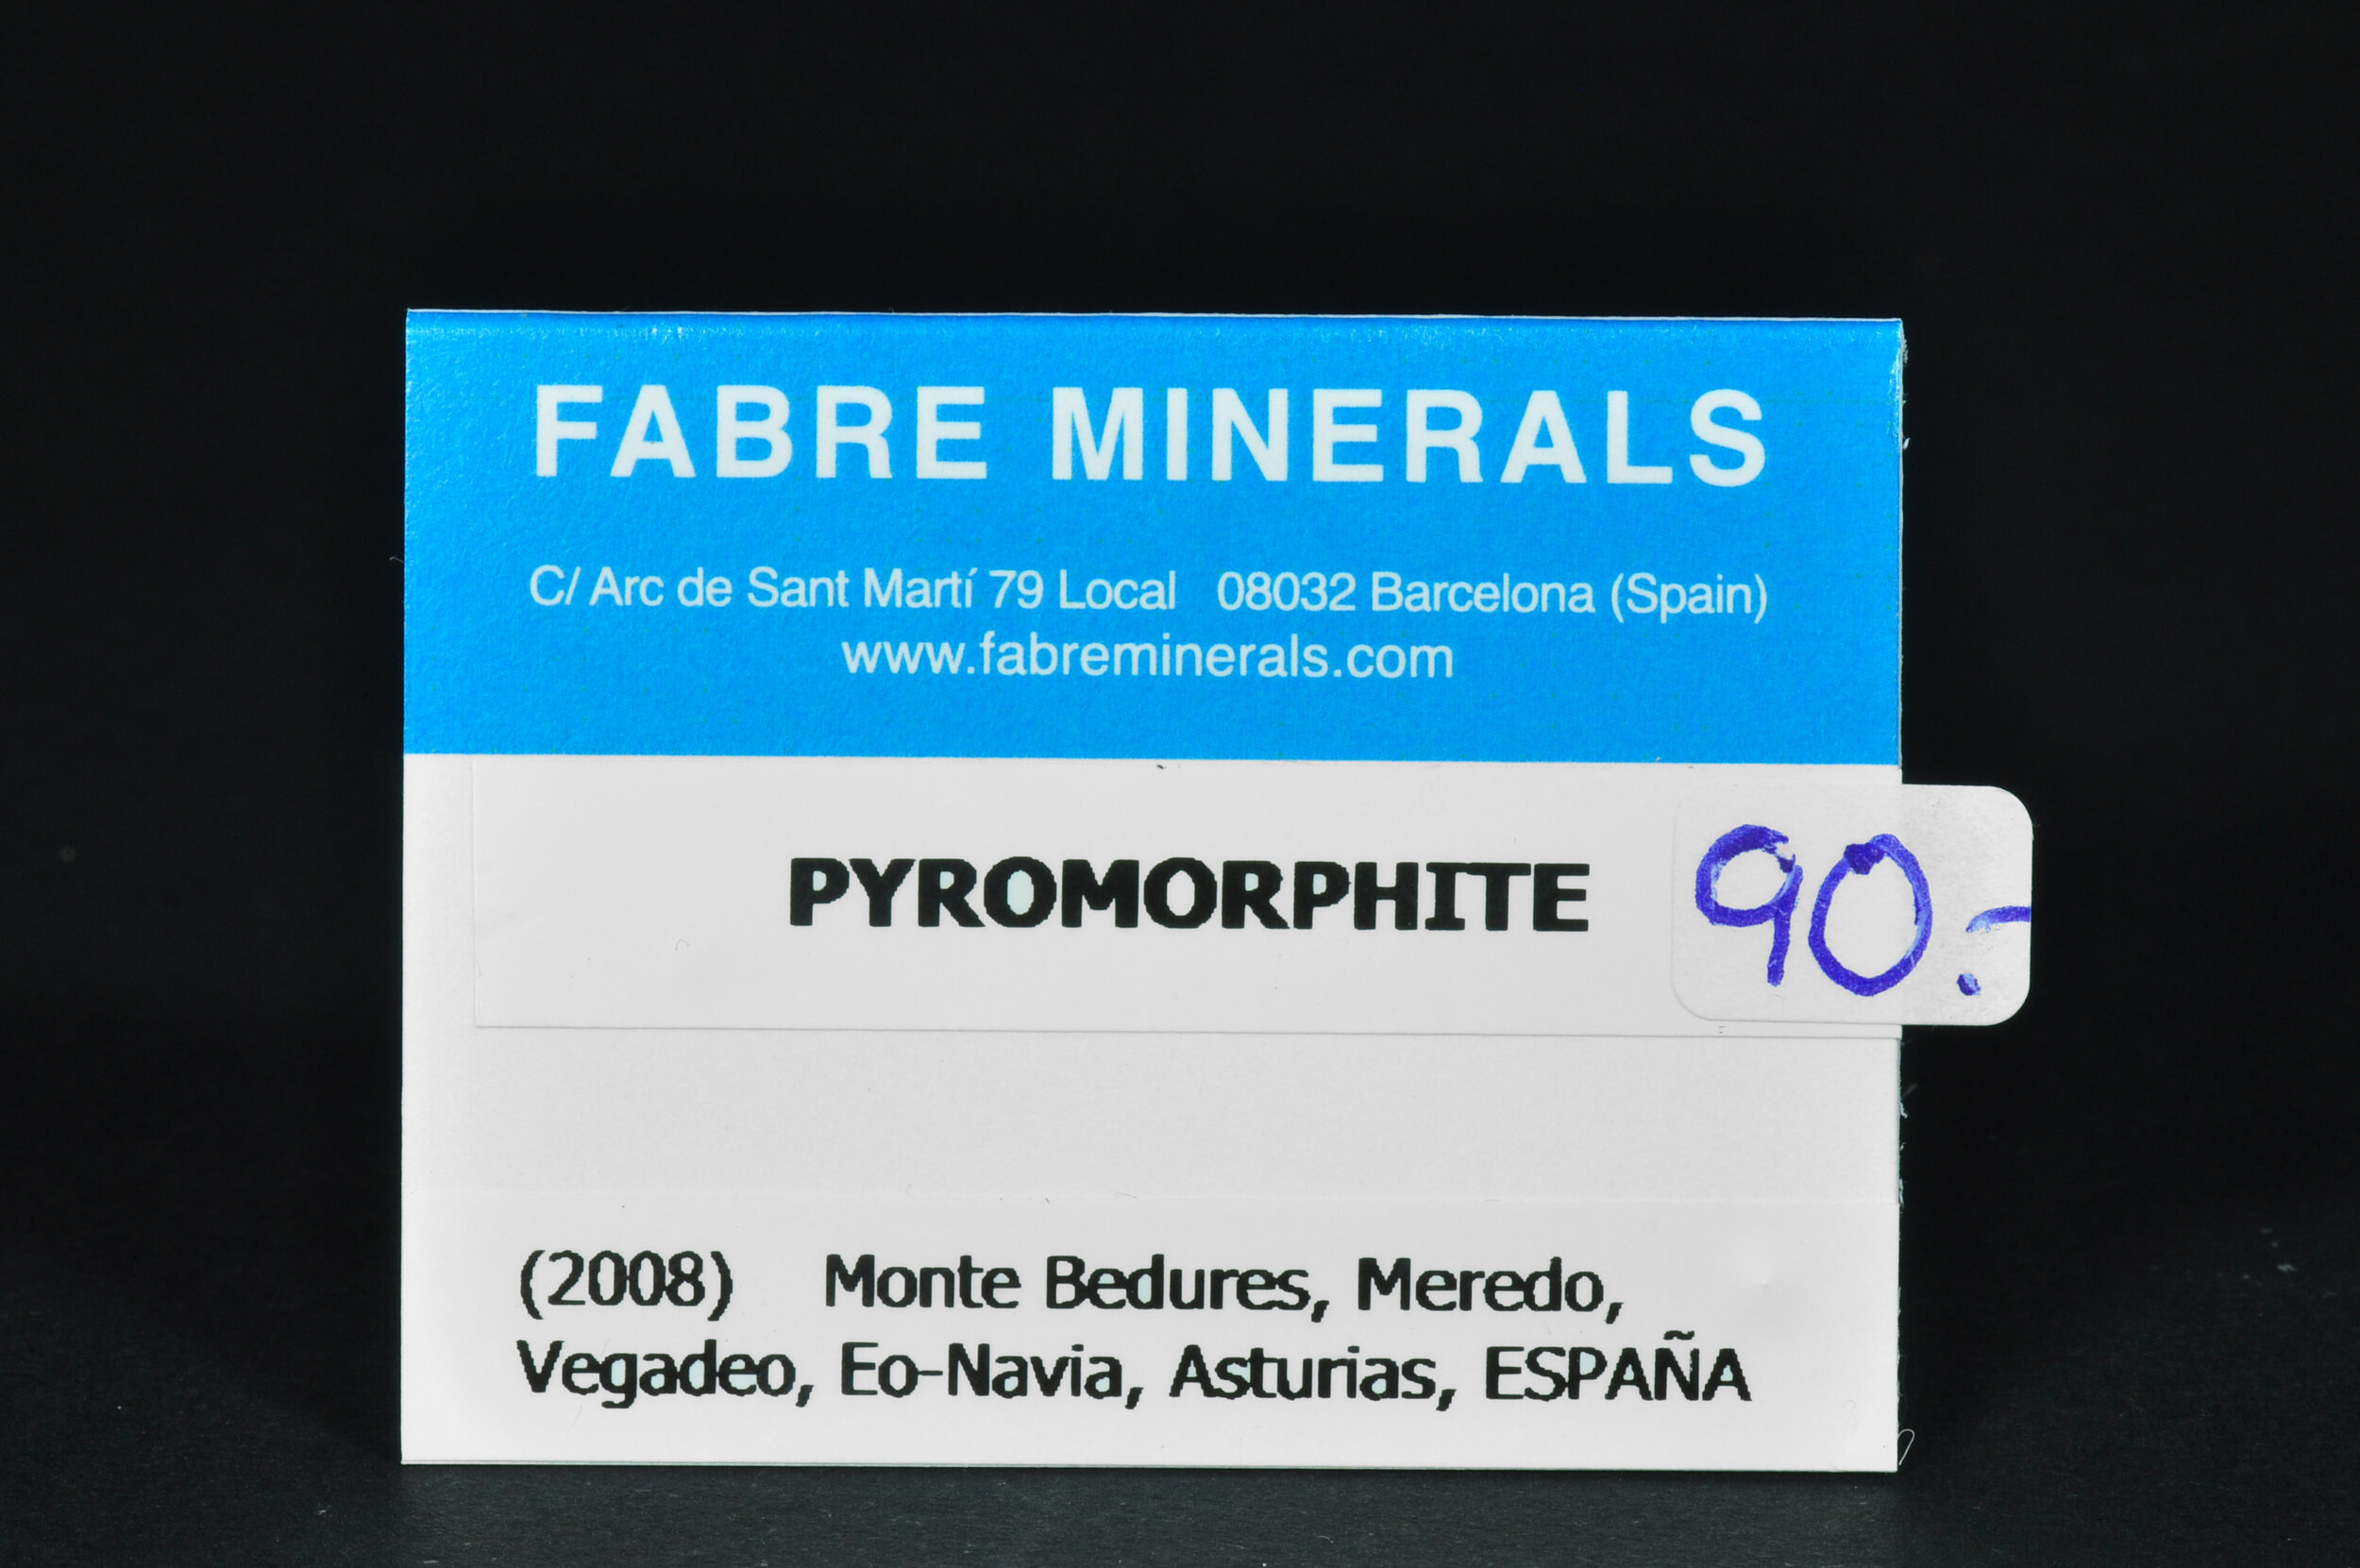 FABRE MINERALS
C/ Arc de Sant Martí 79 Local 08032 Barcelona (Spain)
www.fabreminerals.com
PYROMORPHITE
90.-
(2008) Monte Bedures, Meredo,
Vegadeo, Eo-Navia, Asturias, ESPAÑA